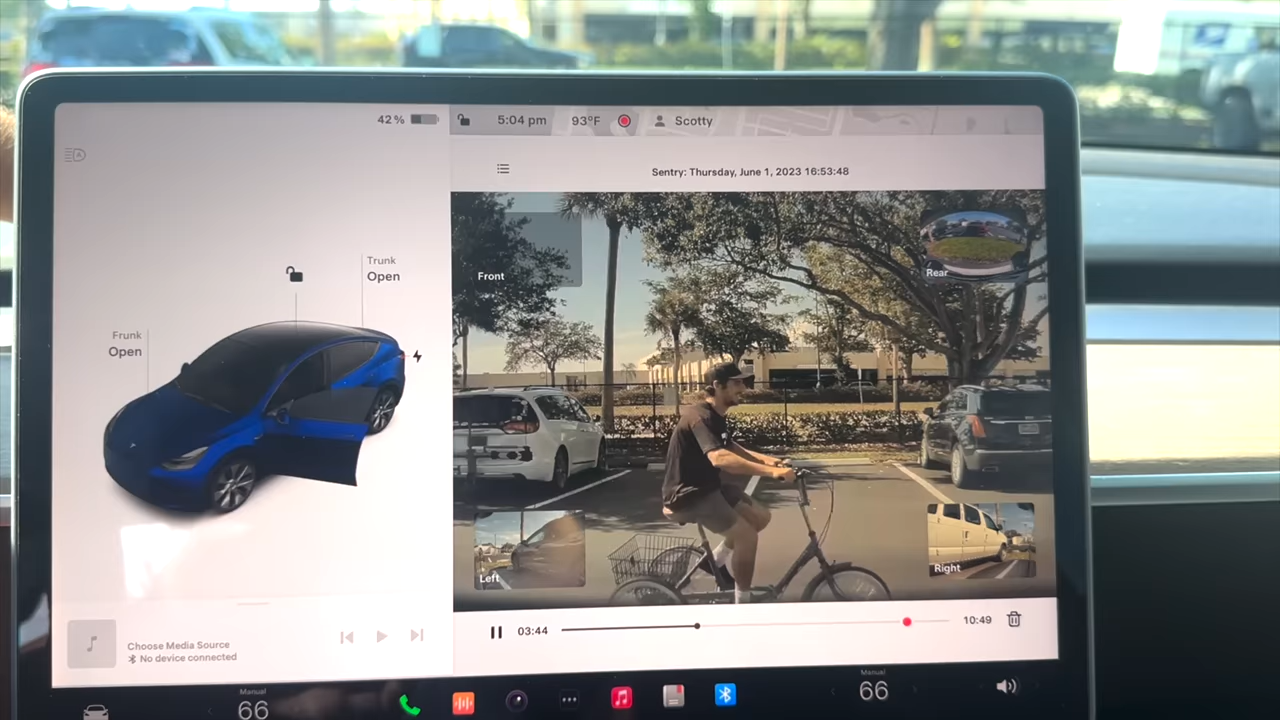 42 %
5:04 pm
93°F
Scotty
Sentry: Thursday, June 1, 2023 16:53:48
Trunk
Open
Frunk
Open
Front
Rear
Left
Right
03:44
10:49
Choose Media Source
No device connected
Manual
66
Manual
66